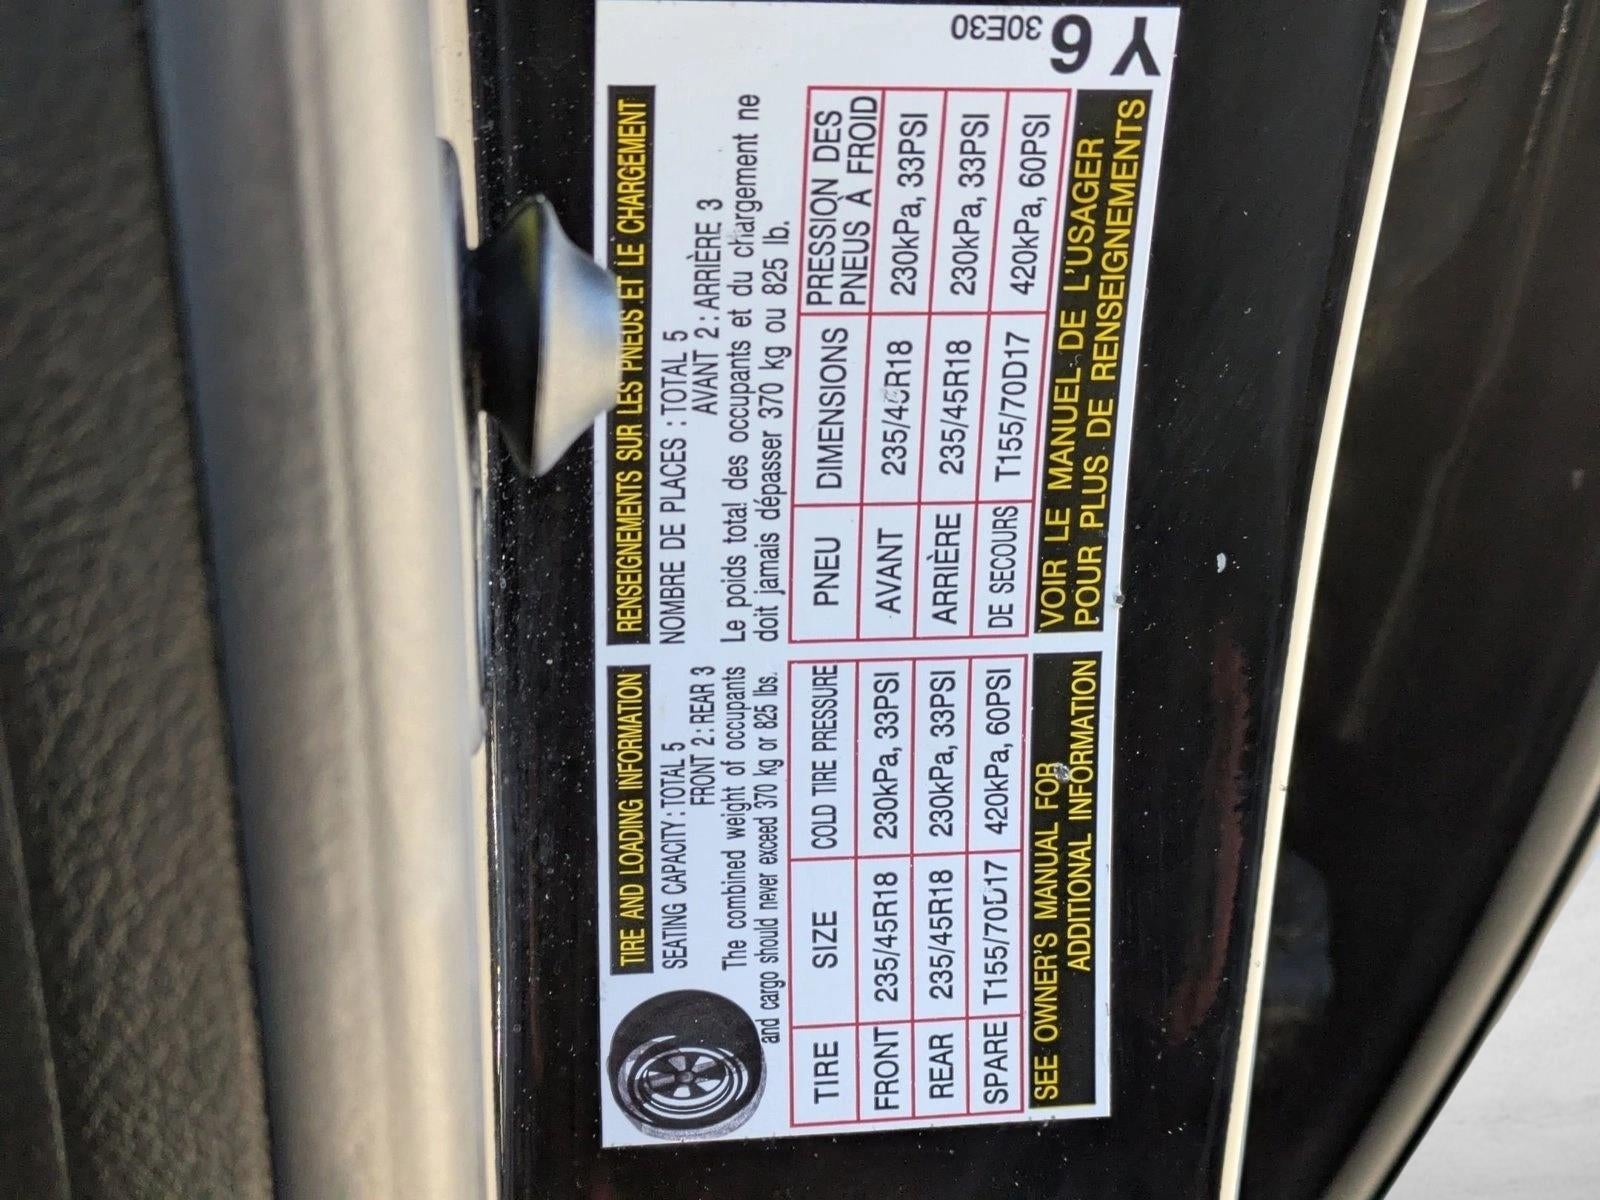 TIRE AND LOADING INFORMATION
SEATING CAPACITY: TOTAL 5
FRONT 2: REAR 3
The combined weight of occupants
and cargo should never exceed 370 kg or 825 lbs.
TIRE SIZE COLD TIRE PRESSURE
FRONT 235/45R18 230kPa, 33PSI
REAR 235/45R18 230kPa, 33PSI
SPARE T155/70D17 420kPa, 60PSI
SEE OWNER'S MANUAL FOR
ADDITIONAL INFORMATION
RENSEIGNEMENTS SUR LES PNEUS ET LE CHARGEMENT
NOMBRE DE PLACES : TOTAL 5
AVANT 2 : ARRIÈRE 3
Le poids total des occupants et du chargement ne
doit jamais dépasser 370 kg ou 825 lb.
PNEU DIMENSIONS PRESSION DES
PNEUS À FROID
AVANT 235/45R18 230kPa, 33PSI
ARRIÈRE 235/45R18 230kPa, 33PSI
DE SECOURS T155/70D17 420kPa, 60PSI
VOIR LE MANUEL DE L'USAGER
POUR PLUS DE RENSEIGNEMENTS
30E30
Y6